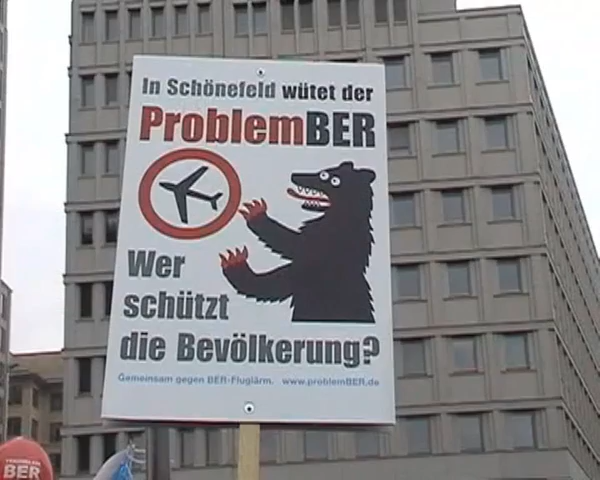 In Schönefeld wütet der
ProblemBER
Wer
schützt
die Bevölkerung?
Gemeinsam gegen BER-Fluglärm. www.problemBER.de
BER